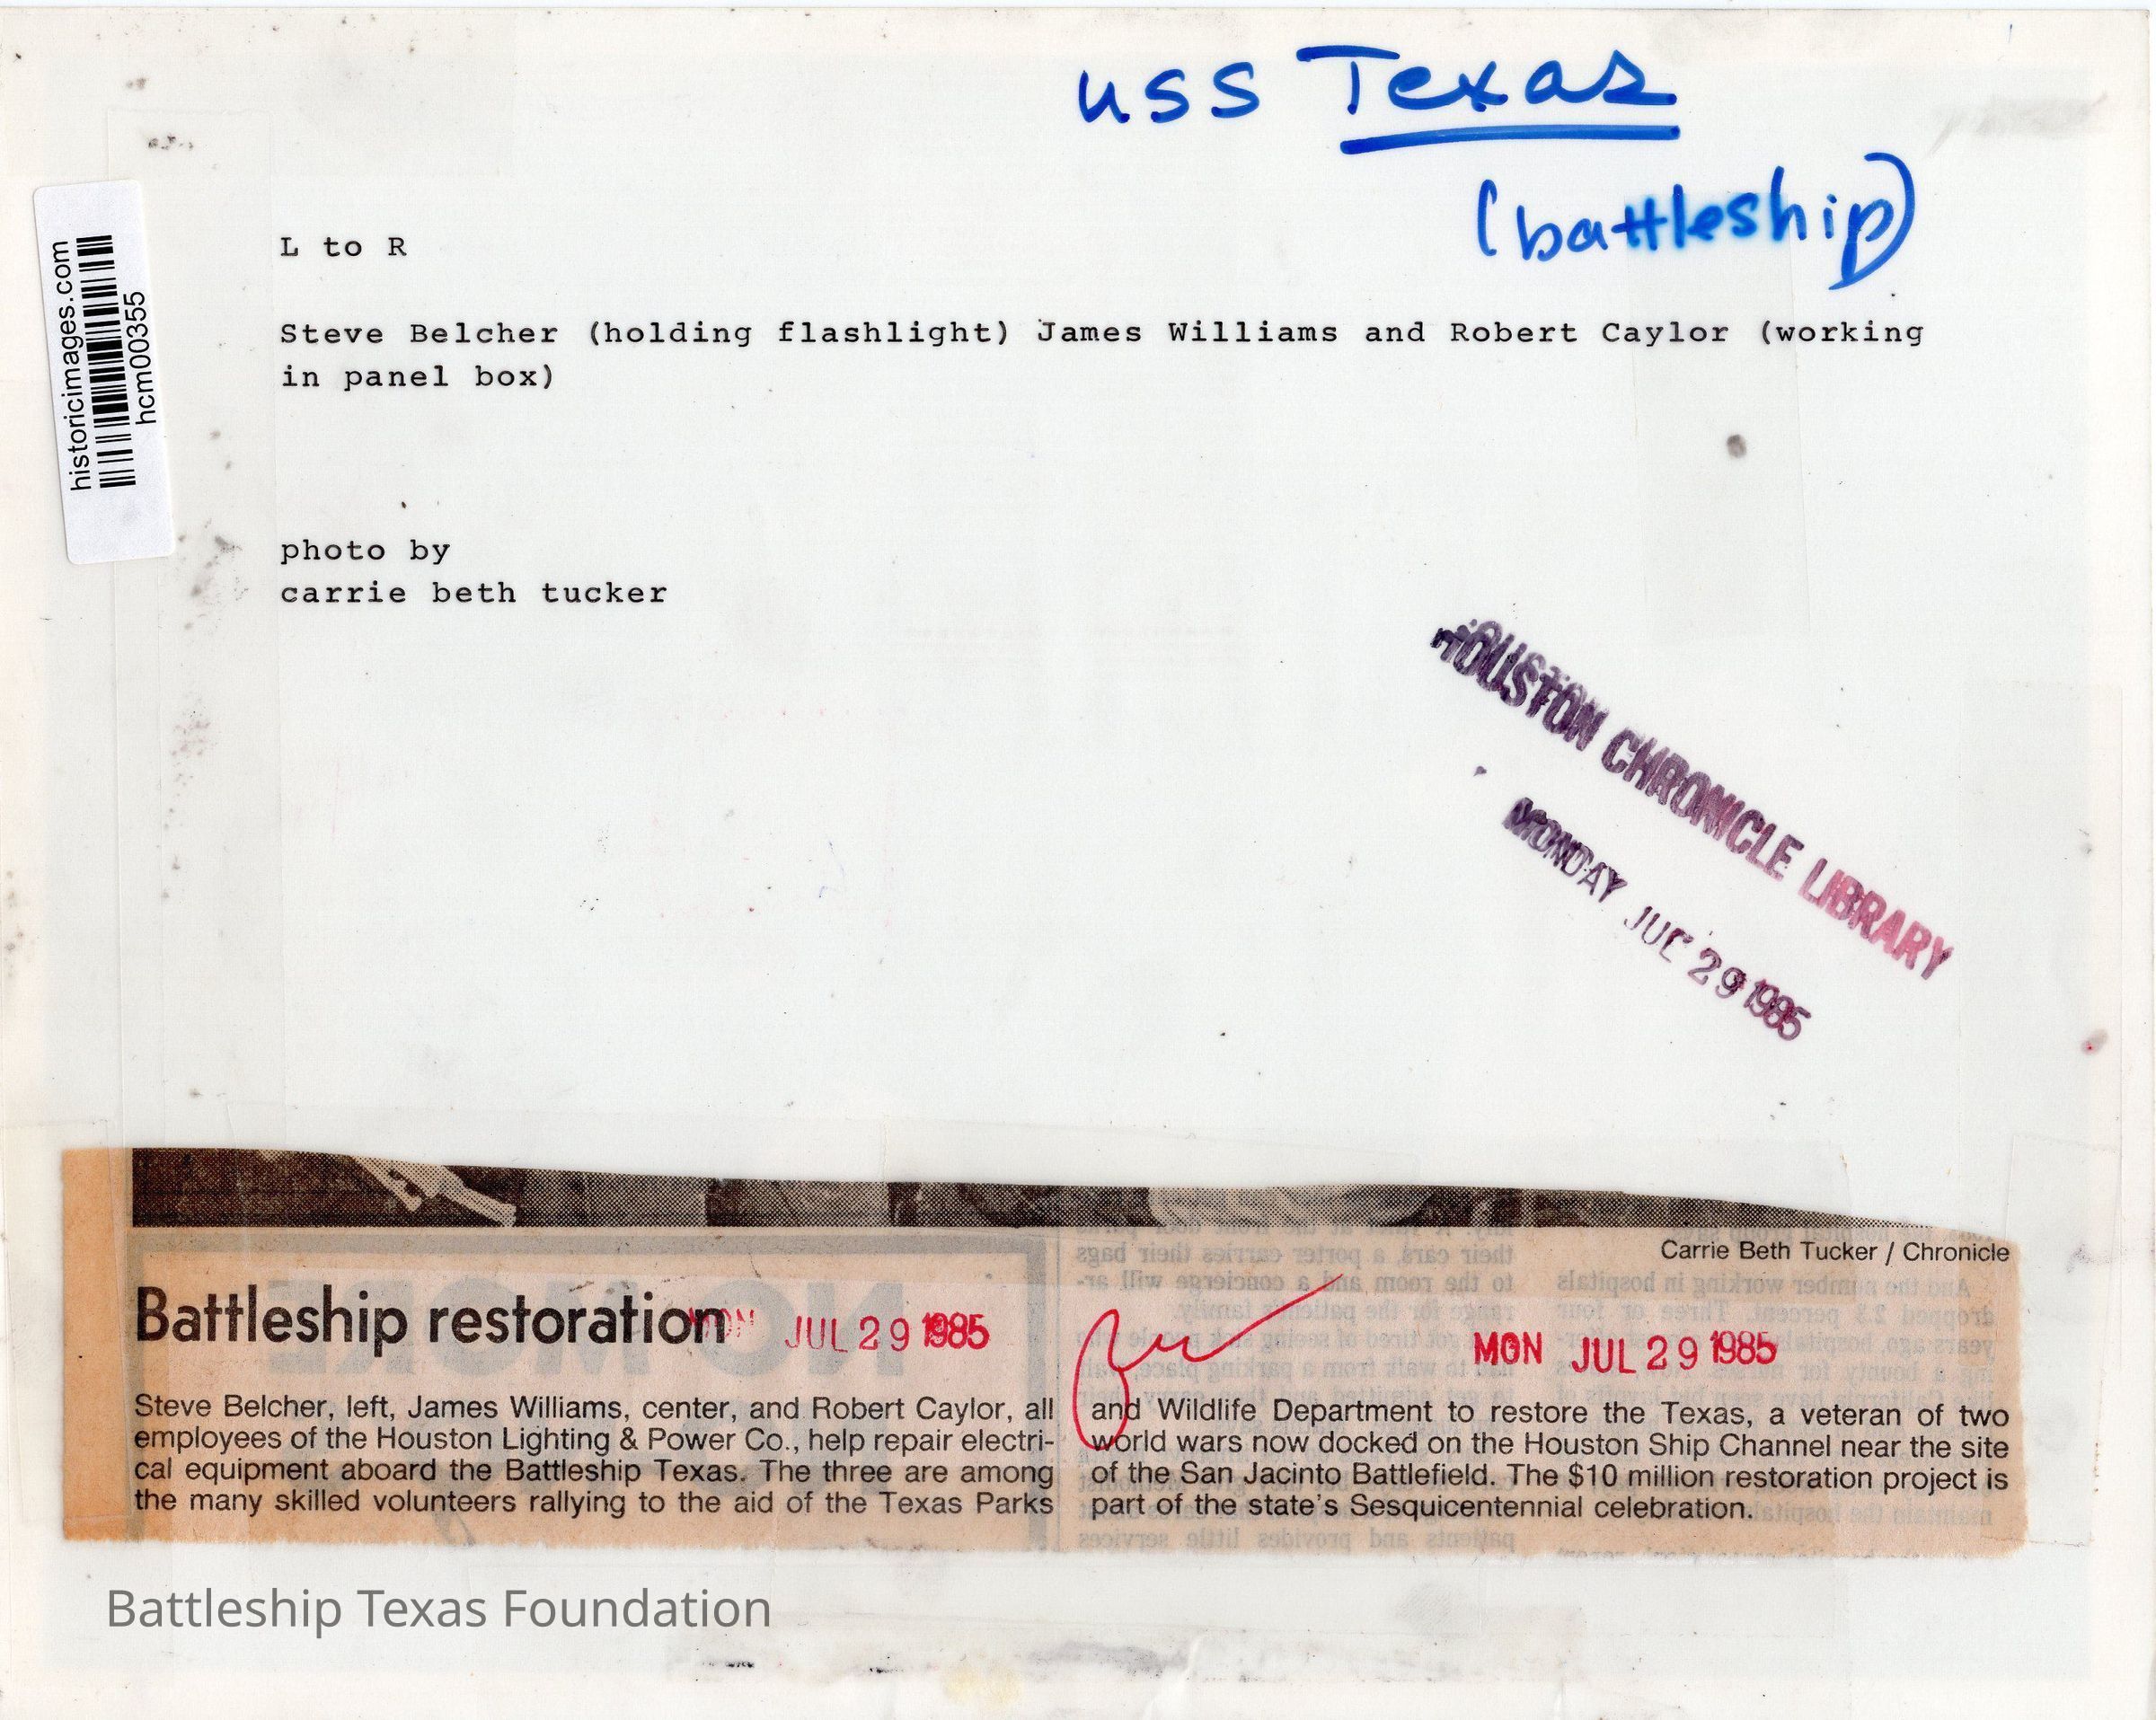 uss Texas
(battleship)
historicimages.com
hcm00355
L to R
Steve Belcher (holding flashlight) James Williams and Robert Caylor (working
in panel box)
photo by
carrie beth tucker
HOUSTON CHRONICLE LIBRARY
MONDAY JUL 29 1985
Carrie Beth Tucker / Chronicle
Battleship restoration
MON JUL 29 1985
MON JUL 29 1985
Steve Belcher, left, James Williams, center, and Robert Caylor, all
employees of the Houston Lighting & Power Co., help repair electri-
cal equipment aboard the Battleship Texas. The three are among
the many skilled volunteers rallying to the aid of the Texas Parks
and Wildlife Department to restore the Texas, a veteran of two
world wars now docked on the Houston Ship Channel near the site
of the San Jacinto Battlefield. The $10 million restoration project is
part of the state's Sesquicentennial celebration.
Battleship Texas Foundation